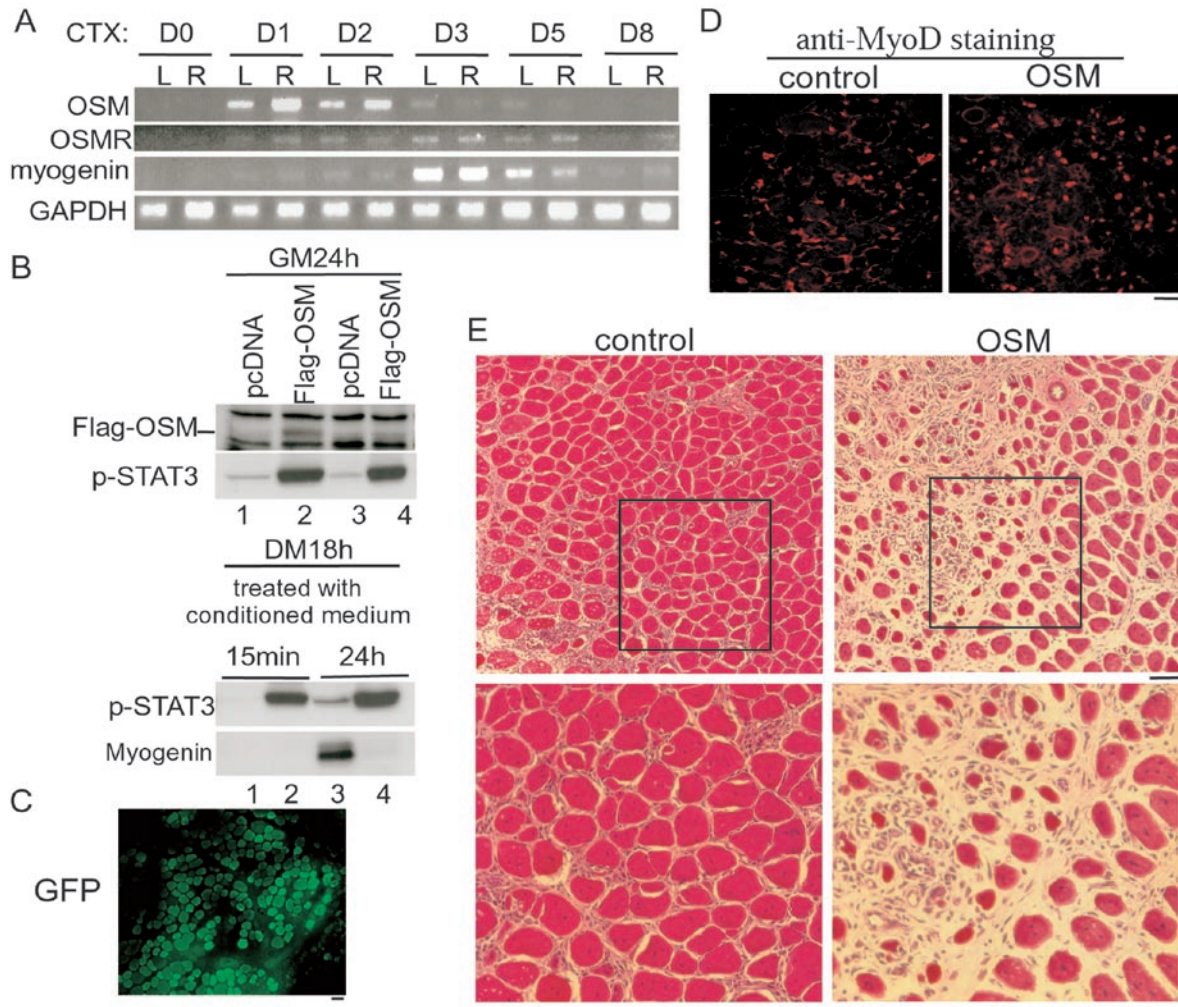 A
CTX: D0 D1 D2 D3 D5 D8
L R L R L R L R L R L R
OSM
OSMR
myogenin
GAPDH
B
GM24h
pcDNA Flag-OSM pcDNA Flag-OSM
Flag-OSM
p-STAT3
1 2 3 4
DM18h
treated with
conditioned medium
15min 24h
p-STAT3
Myogenin
1 2 3 4
C
GFP
D
anti-MyoD staining
control OSM
E
control OSM